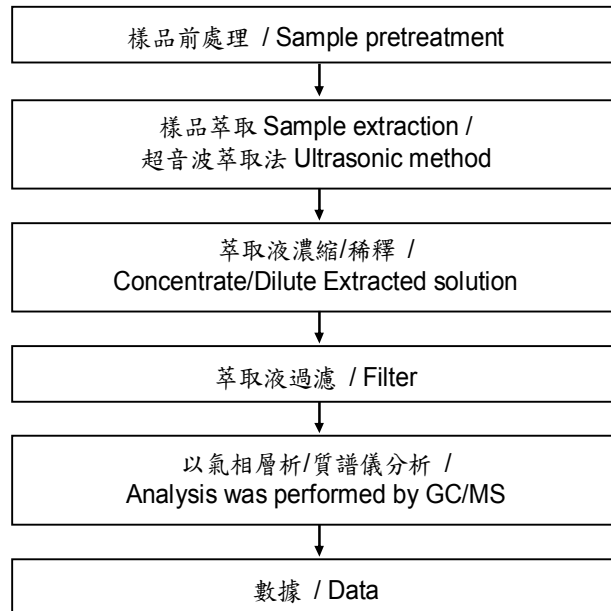 樣品前處理 / Sample pretreatment
樣品萃取 Sample extraction /
超音波萃取法 Ultrasonic method
萃取液濃縮/稀釋 /
Concentrate/Dilute Extracted solution
萃取液過濾 / Filter
以氣相層析/質譜儀分析 /
Analysis was performed by GC/MS
數據 / Data